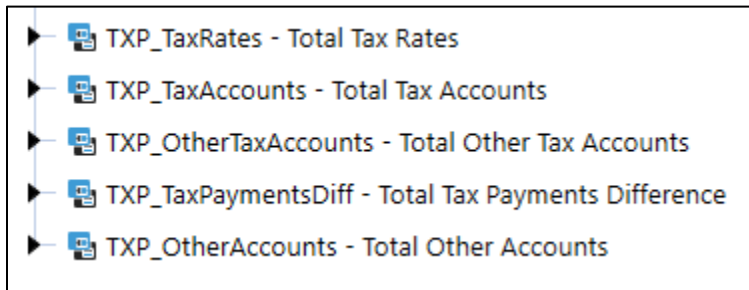 TXP_TaxRates - Total Tax Rates
TXP_TaxAccounts - Total Tax Accounts
TXP_OtherTaxAccounts - Total Other Tax Accounts
TXP_TaxPaymentsDiff - Total Tax Payments Difference
TXP_OtherAccounts - Total Other Accounts